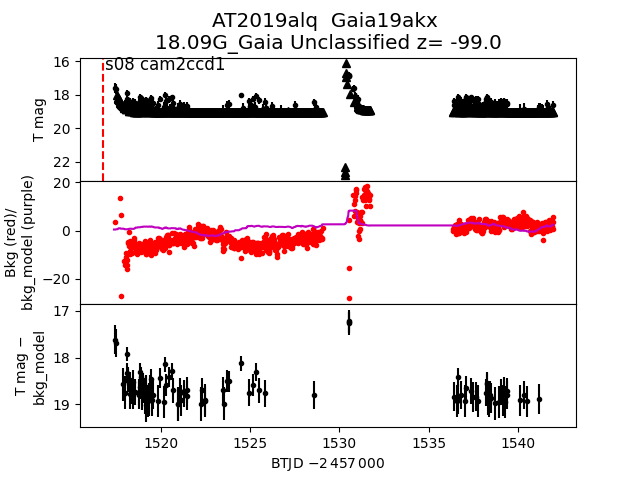 AT2019alq  Gaia19akx
18.09G_Gaia Unclassified z= -99.0
s08 cam2ccd1
T mag
16
18
20
22
Bkg (red)/
bkg_model (purple)
20
0
−20
T mag −
bkg_model
17
18
19
1520
1525
1530
1535
1540
BTJD −2 457 000